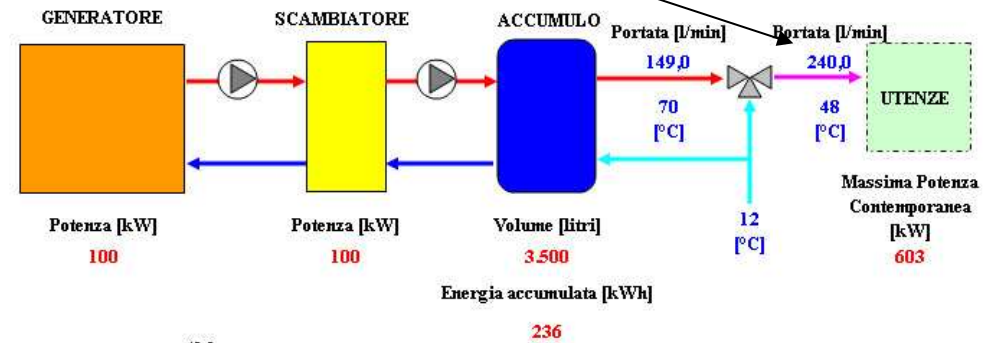 GENERATORE
SCAMBIATORE
ACCUMULO
Portata [l/min]
Portata [l/min]
149,0
240,0
70
[°C]
48
[°C]
UTENZE
12
[°C]
Potenza [kW]
100
Potenza [kW]
100
Volume [litri]
3.500
Massima Potenza
Contemporanea
[kW]
603
Energia accumulata [kWh]
236